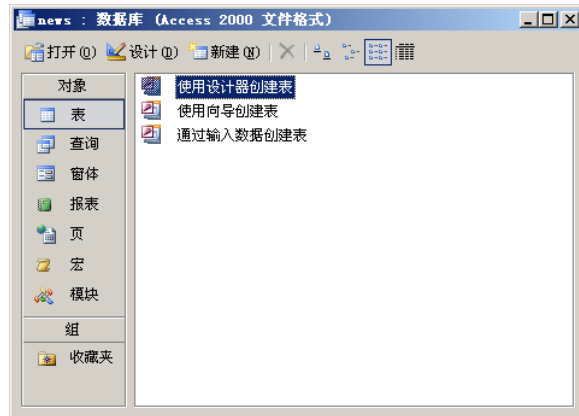 news : 数据库 (Access 2000 文件格式)
打开(O) 设计(D) 新建(N)
对象
表
查询
窗体
报表
页
宏
模块
组
收藏夹
使用设计器创建表
使用向导创建表
通过输入数据创建表